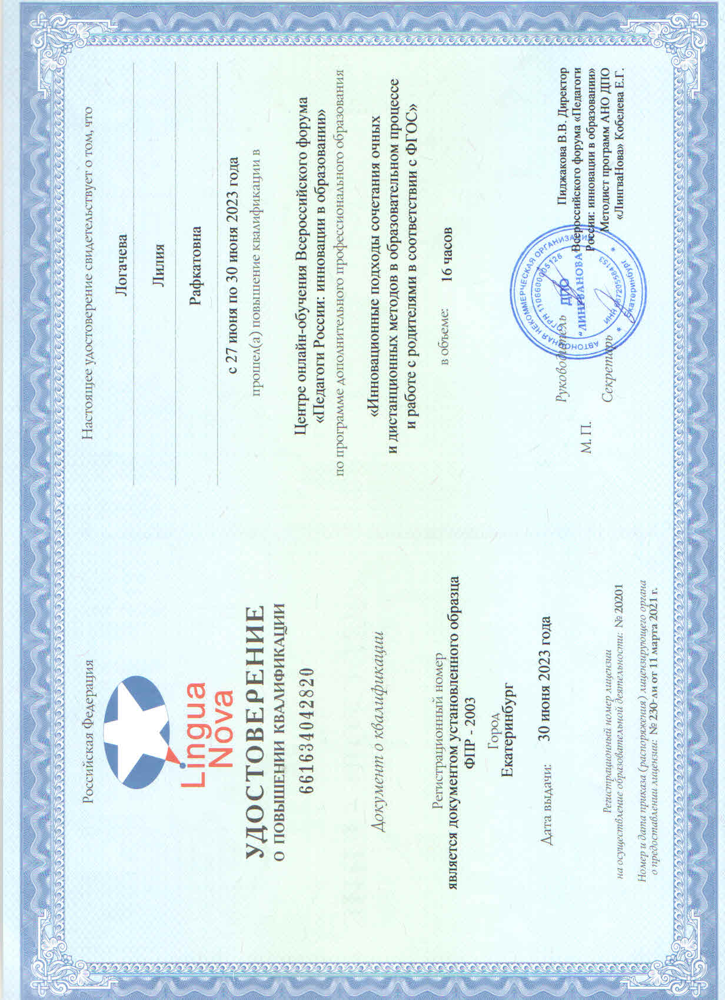 Российская Федерация
Lingua
Nova
УДОСТОВЕРЕНИЕ
О ПОВЫШЕНИИ КВАЛИФИКАЦИИ
661634042820
Документ о квалификации
Регистрационный номер
является документом установленного образца
ФПР - 2003
Город
Екатеринбург
Дата выдачи: 30 июня 2023 года
Регистрационный номер лицензии
на осуществление образовательной деятельности: № 20201
Номер и дата приказа (распоряжения) лицензирующего органа
о предоставлении лицензии: № 230-ли от 11 марта 2021 г.
Настоящее удостоверение свидетельствует о том, что
Логачева
Лилия
Рафкатовна
с 27 июня по 30 июня 2023 года
прошел(а) повышение квалификации в
Центре онлайн-обучения Всероссийского форума
«Педагоги России: инновации в образовании»
по программе дополнительного профессионального образования
«Инновационные подходы сочетания очных
и дистанционных методов в образовательном процессе
и работе с родителями в соответствии с ФГОС»
в объеме: 16 часов
Пиджакова В.В. Директор
Руководитель Всероссийского форума «Педагоги
М. П. России: инновации в образовании»
Секретарь Методист программ АНО ДПО
«ЛингваНова» Кобелева Е.Г.
АВТОНОМНАЯ НЕКОММЕРЧЕСКАЯ ОРГАНИЗАЦИЯ
ОГРН 1106600005126
ДПО
"ЛИНГВАНОВА"
ИНН 667205584153
* Екатеринбург *